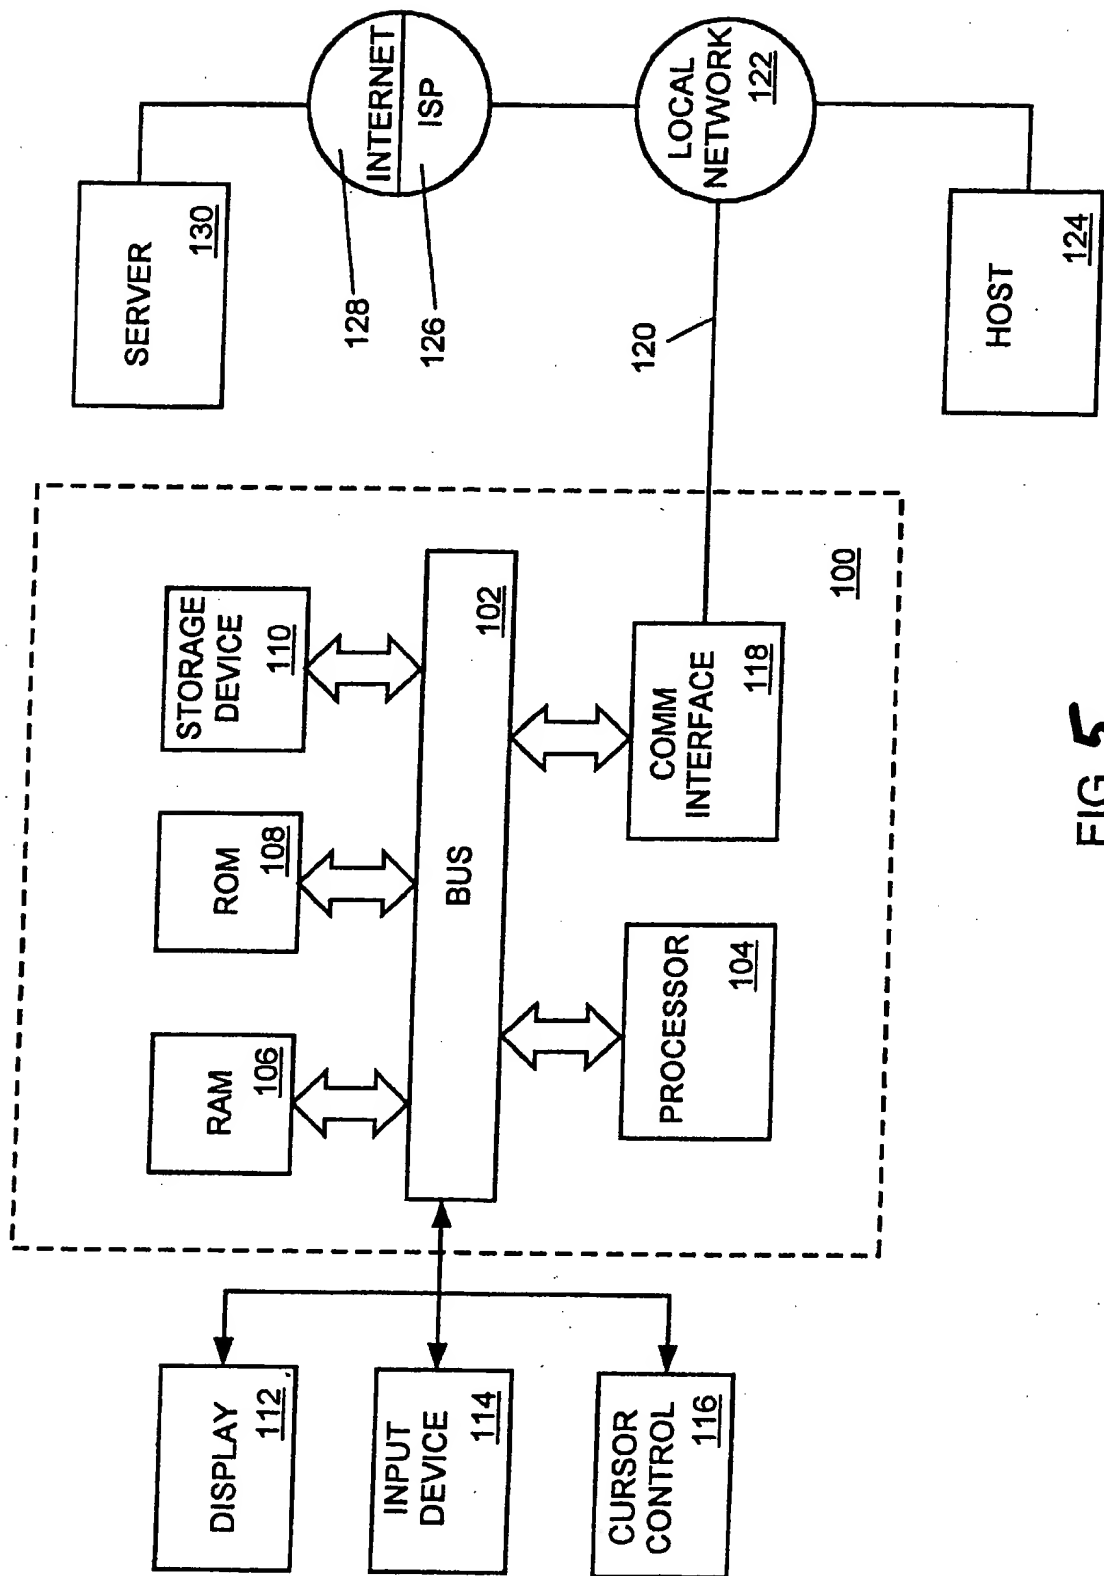 DISPLAY
112
INPUT
DEVICE
114
CURSOR
CONTROL
116
RAM
106
ROM
108
STORAGE
DEVICE
110
BUS
102
PROCESSOR
104
COMM
INTERFACE
118
100
SERVER
130
128
126
INTERNET
ISP
120
LOCAL
NETWORK
122
HOST
124
FIG. 5